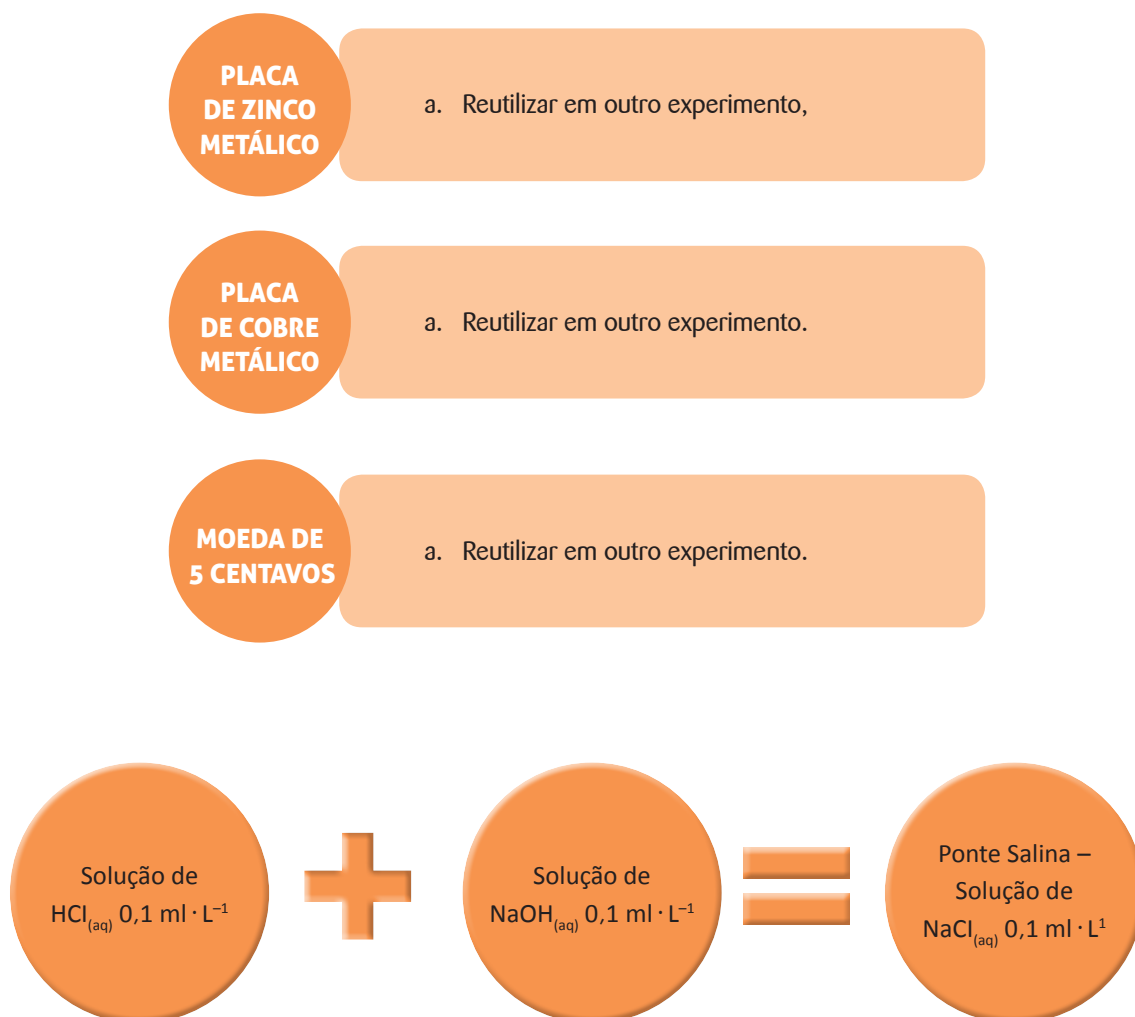 PLACA
DE ZINCO
METÁLICO
a. Reutilizar em outro experimento,
PLACA
DE COBRE
METÁLICO
a. Reutilizar em outro experimento.
MOEDA DE
5 CENTAVOS
a. Reutilizar em outro experimento.
Solução de
HCl(aq) 0,1 ml · L⁻¹
+
Solução de
NaOH(aq) 0,1 ml · L⁻¹
=
Ponte Salina –
Solução de
NaCl(aq) 0,1 ml · L¹